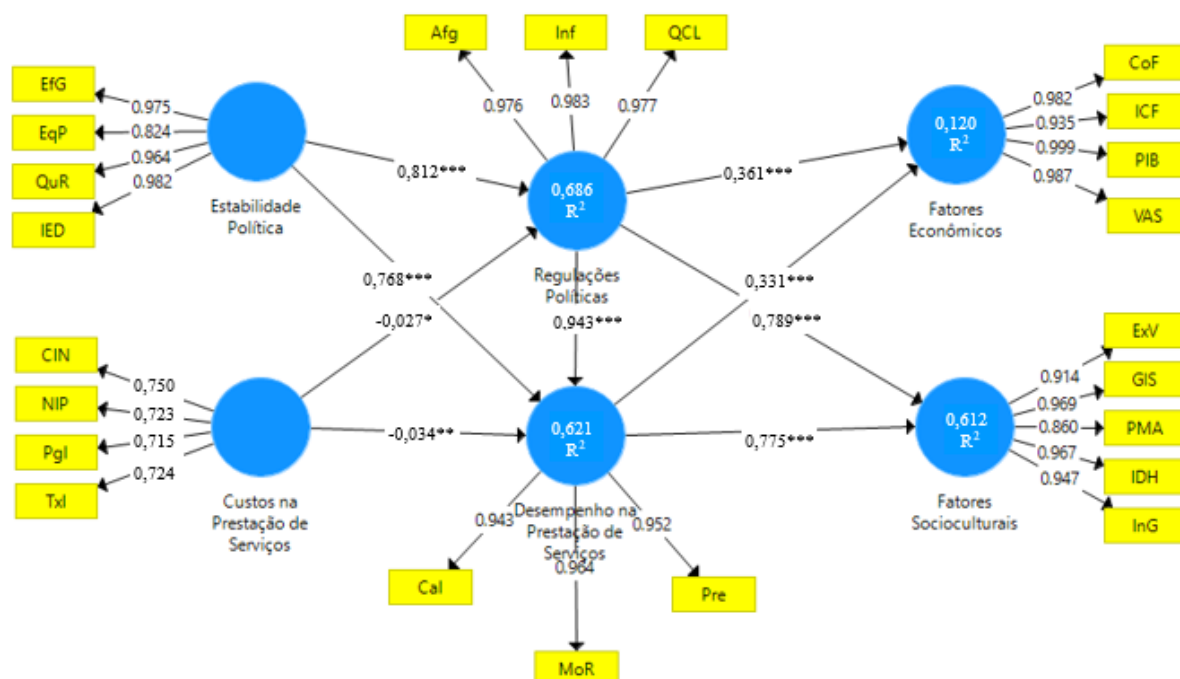 Afg
Inf
QCL
EfG
EqP
QuR
IED
0.975
0.824
0.964
0.982
Estabilidade
Política
0.976
0.983
0.977
0,686
R²
Regulações
Políticas
0,812***
0,361***
0,120
R²
Fatores
Econômicos
0.982
0.935
0.999
0.987
CoF
ICF
PIB
VAS
0,768***
-0,027*
0,943***
0,331***
0,789***
CIN
NIP
PgI
TxI
0,750
0,723
0,715
0,724
Custos na
Prestação de
Serviços
-0,034**
0,621
R²
Desempenho na
Prestação de
Serviços
0,775***
0,612
R²
Fatores
Socioculturais
0.914
0.969
0.860
0.967
0.947
ExV
GIS
PMA
IDH
InG
0.943
0.964
0.952
Cal
MoR
Pre